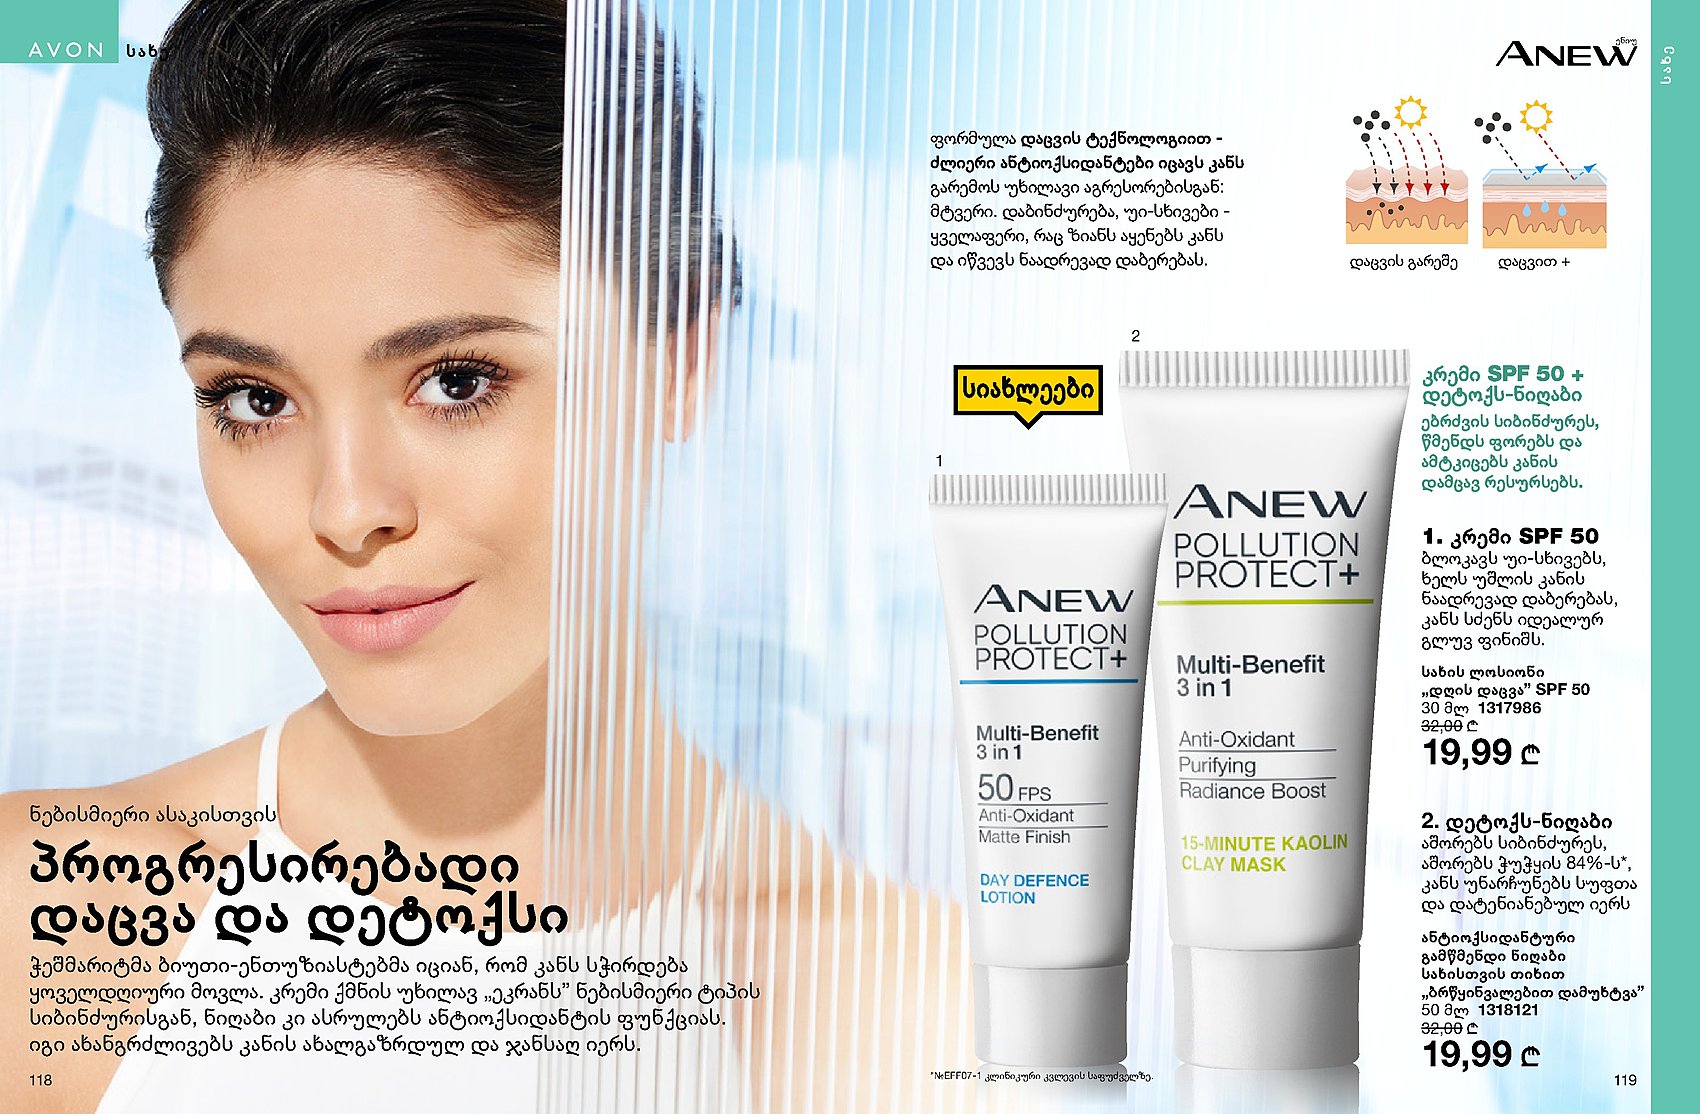 AVON
სახე
ნებისმიერი ასაკისთვის
პროგრესირებადი
დაცვა და დეტოქსი
ჭეშმარიტმა ბიუთი-ენთუზიასტებმა იციან, რომ კანს სჭირდება
ყოველდღიური მოვლა. კრემი ქმნის უხილავ „ეკრანს” ნებისმიერი ტიპის
სიბინძურისგან, ნიღაბი კი ასრულებს ანტიოქსიდანტის ფუნქციას.
იგი ახანგრძლივებს კანის ახალგაზრდულ და ჯანსაღ იერს.
118
ენიუ
ANEW
სახე
ფორმულა დაცვის ტექნოლოგიით -
ძლიერი ანტიოქსიდანტები იცავს კანს
გარემოს უხილავი აგრესორებისგან:
მტვერი. დაბინძურება, უი-სხივები -
ყველაფერი, რაც ზიანს აყენებს კანს
და იწვევს ნაადრევად დაბერებას.
დაცვის გარეშე
დაცვით +
სიახლეები
1
ANEW
POLLUTION
PROTECT+
Multi-Benefit
3 in 1
50 FPS
Anti-Oxidant
Matte Finish
DAY DEFENCE
LOTION
2
ANEW
POLLUTION
PROTECT+
Multi-Benefit
3 in 1
Anti-Oxidant
Purifying
Radiance Boost
15-MINUTE KAOLIN
CLAY MASK
კრემი SPF 50 +
დეტოქს-ნიღაბი
ებრძვის სიბინძურეს,
წმენდს ფორებს და
ამტკიცებს კანის
დამცავ რესურსებს.
1. კრემი SPF 50
ბლოკავს უი-სხივებს,
ხელს უშლის კანის
ნაადრევად დაბერებას,
კანს სძენს იდეალურ
გლუვ ფინიშს.
სახის ლოსიონი
„დღის დაცვა” SPF 50
30 მლ 1317986
32,00 ₾
19,99 ₾
2. დეტოქს-ნიღაბი
აშორებს სიბინძურეს,
აშორებს ჭუჭყის 84%-ს*,
კანს უნარჩუნებს სუფთა
და დატენიანებულ იერს
ანტიოქსიდანტური
გამწმენდი ნიღაბი
სახისთვის თიხით
„ბრწყინვალებით დამუხტვა”
50 მლ 1318121
32,00 ₾
19,99 ₾
*№EFF07-1 კლინიკური კვლევის საფუძველზე.
119